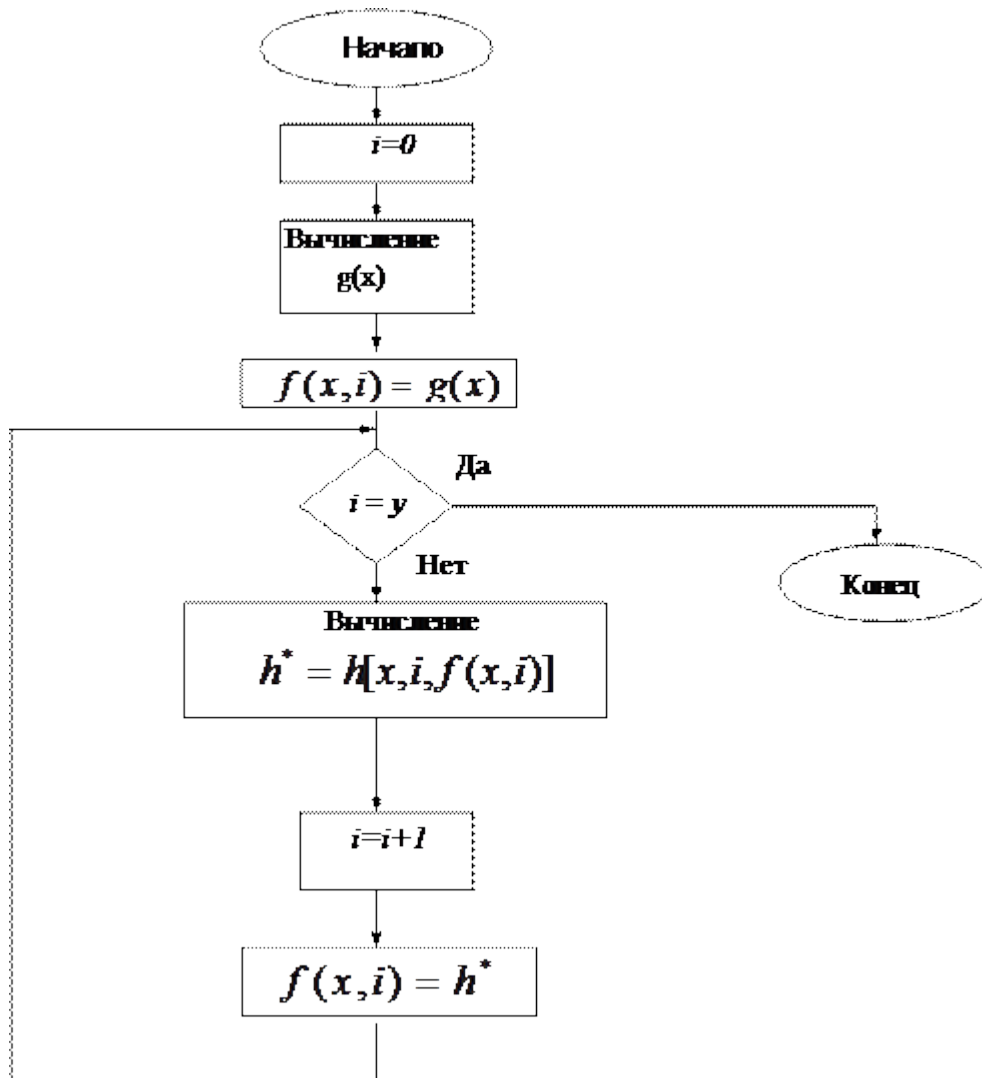 Начало
i=0
Вычисление
g(x)
f(x,i) = g(x)
Да
i = y
Нет
Конец
Вычисление
h* = h[x,i,f(x,i)]
i=i+1
f(x,i) = h*